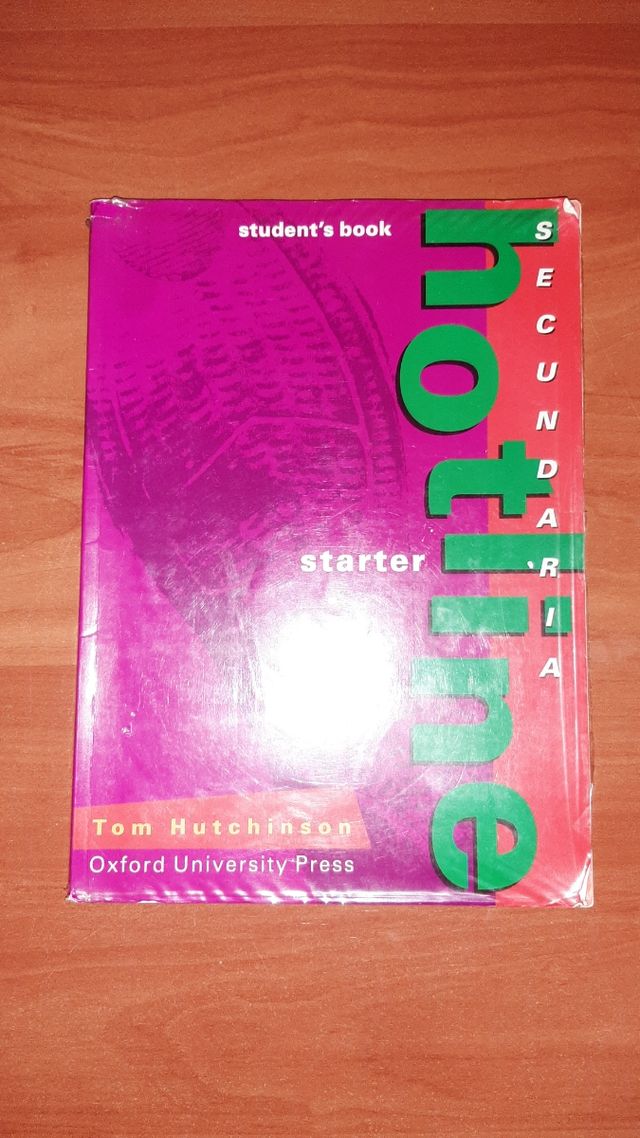 student's book
hotline
SECUNDARIA
starter
Tom Hutchinson
Oxford University Press